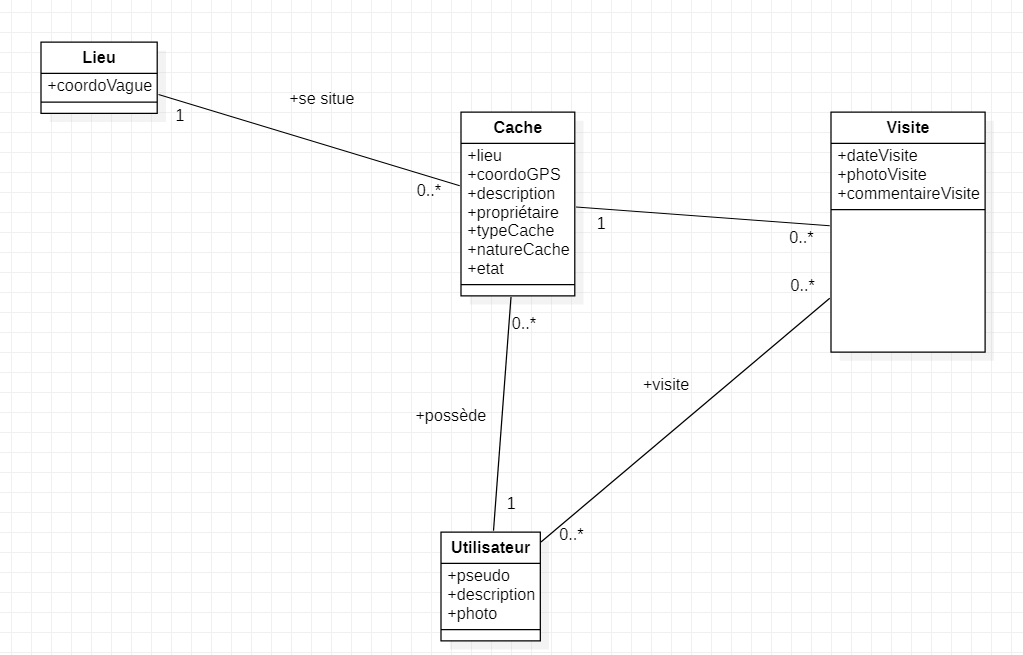 Lieu
+coordoVague
1
+se situe
0..*
Cache
+lieu
+coordoGPS
+description
+propriétaire
+typeCache
+natureCache
+etat
1
0..*
Visite
+dateVisite
+photoVisite
+commentaireVisite
0..*
0..*
+visite
+possède
1
0..*
Utilisateur
+pseudo
+description
+photo